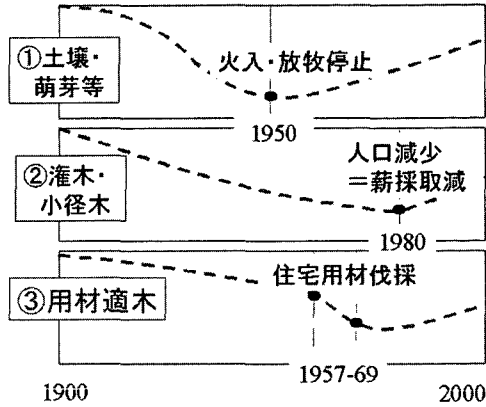 ①土壌・
萌芽等
火入・放牧停止
1950
②潅木・
小径木
人口減少
＝薪採取減
1980
③用材適木
住宅用材伐採
1957-69
1900
2000